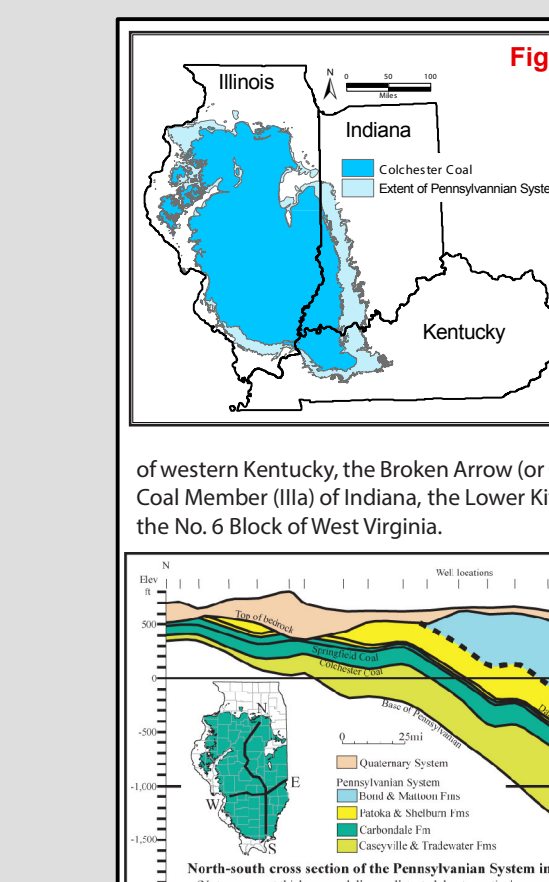 Fig
Illinois
N
0 50 100
Miles
Indiana
Colchester Coal
Extent of Pennsylvannian Syste
Kentucky
of western Kentucky, the Broken Arrow (or
Coal Member (IIIa) of Indiana, the Lower Ki
the No. 6 Block of West Virginia.
N
Elev
ft
Well locations
500
0
-500
-1,000
-1,500
Top of bedrock
Springfield Coal
Colchester Coal
Base of Pennsylvanian
Da
N
E
W
S
0 25mi
Quaternary System
Pennsylvanian System
Bond & Mattoon Fms
Patoka & Shelburn Fms
Carbondale Fm
Caseyville & Tradewater Fms
North-south cross section of the Pennsylvanian System in